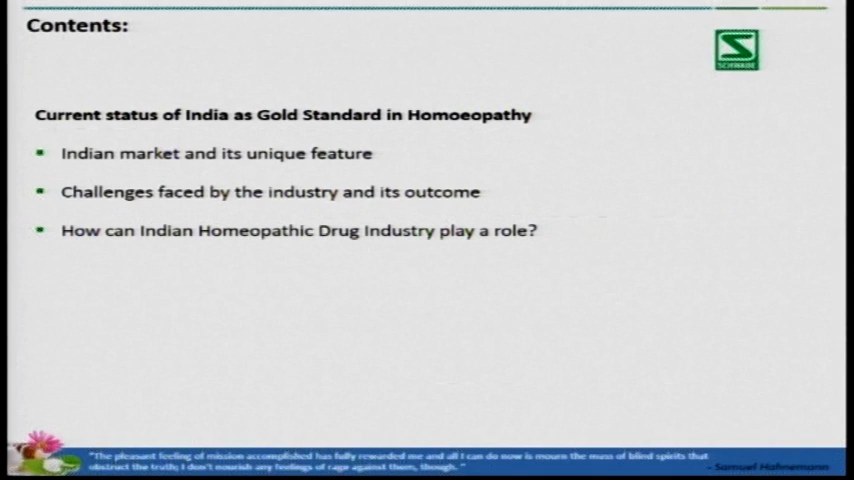 Contents:
SCHWABE
Current status of India as Gold Standard in Homoeopathy
Indian market and its unique feature
Challenges faced by the industry and its outcome
How can Indian Homeopathic Drug Industry play a role?
"The pleasant feeling of mission accomplished has fully rewarded me and all I can do now is mourn the mass of blind spirits that
obstruct the truth; I don't nourish any feelings of rage against them, though. "
- Samuel Hahnemann